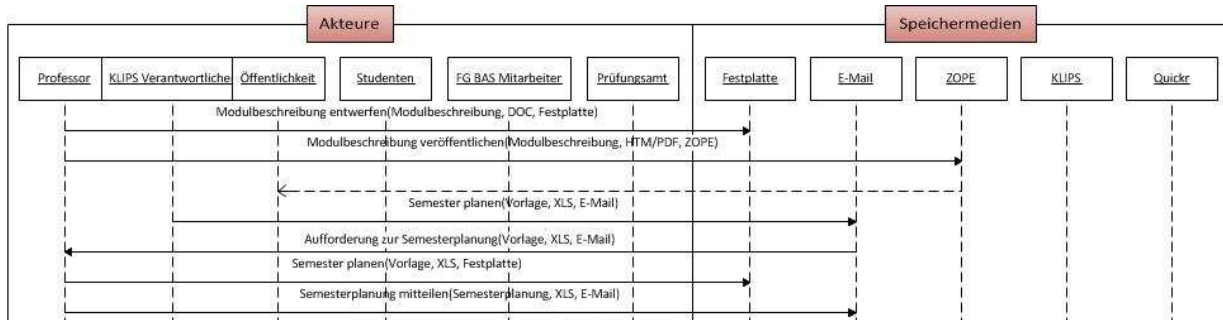 Akteure
Speichermedien
Professor
KLIPS Verantwortlicher
Öffentlichkeit
Studenten
FG BAS Mitarbeiter
Prüfungsamt
Festplatte
E-Mail
ZOPE
KLIPS
Quickr
Modulbeschreibung entwerfen(Modulbeschreibung, DOC, Festplatte)
Modulbeschreibung veröffentlichen(Modulbeschreibung, HTM/PDF, ZOPE)
Semester planen(Vorlage, XLS, E-Mail)
Aufforderung zur Semesterplanung(Vorlage, XLS, E-Mail)
Semester planen(Vorlage, XLS, Festplatte)
Semesterplanung mitteilen(Semesterplanung, XLS, E-Mail)